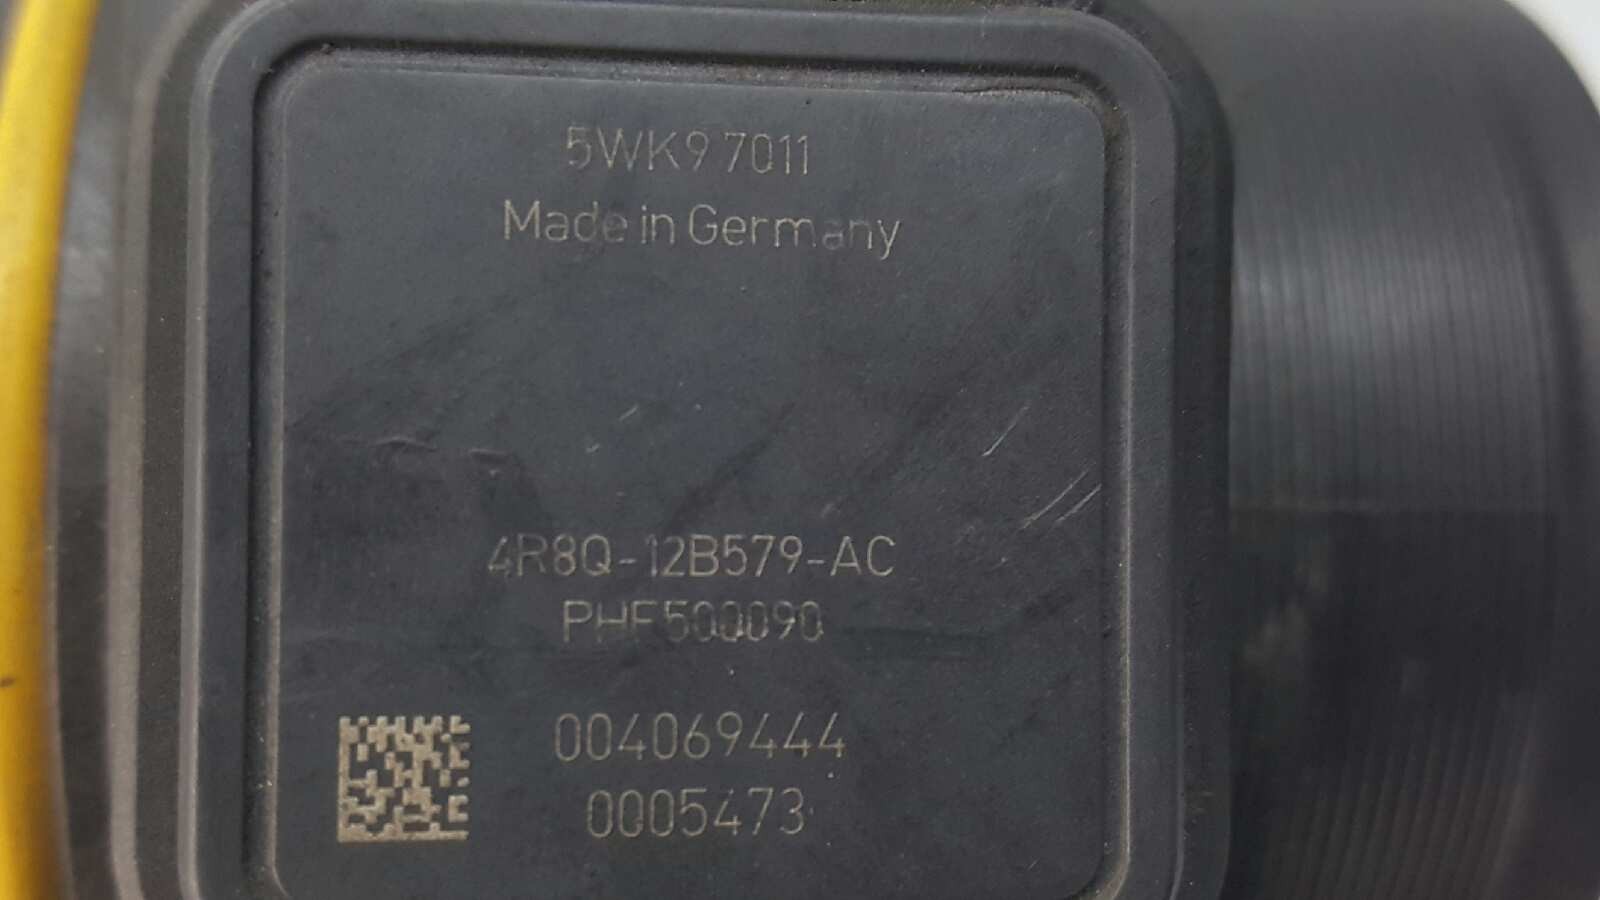 5WK9 7011
Made in Germany
4R8Q-12B579-AC
PHF500090
004069444
0005473